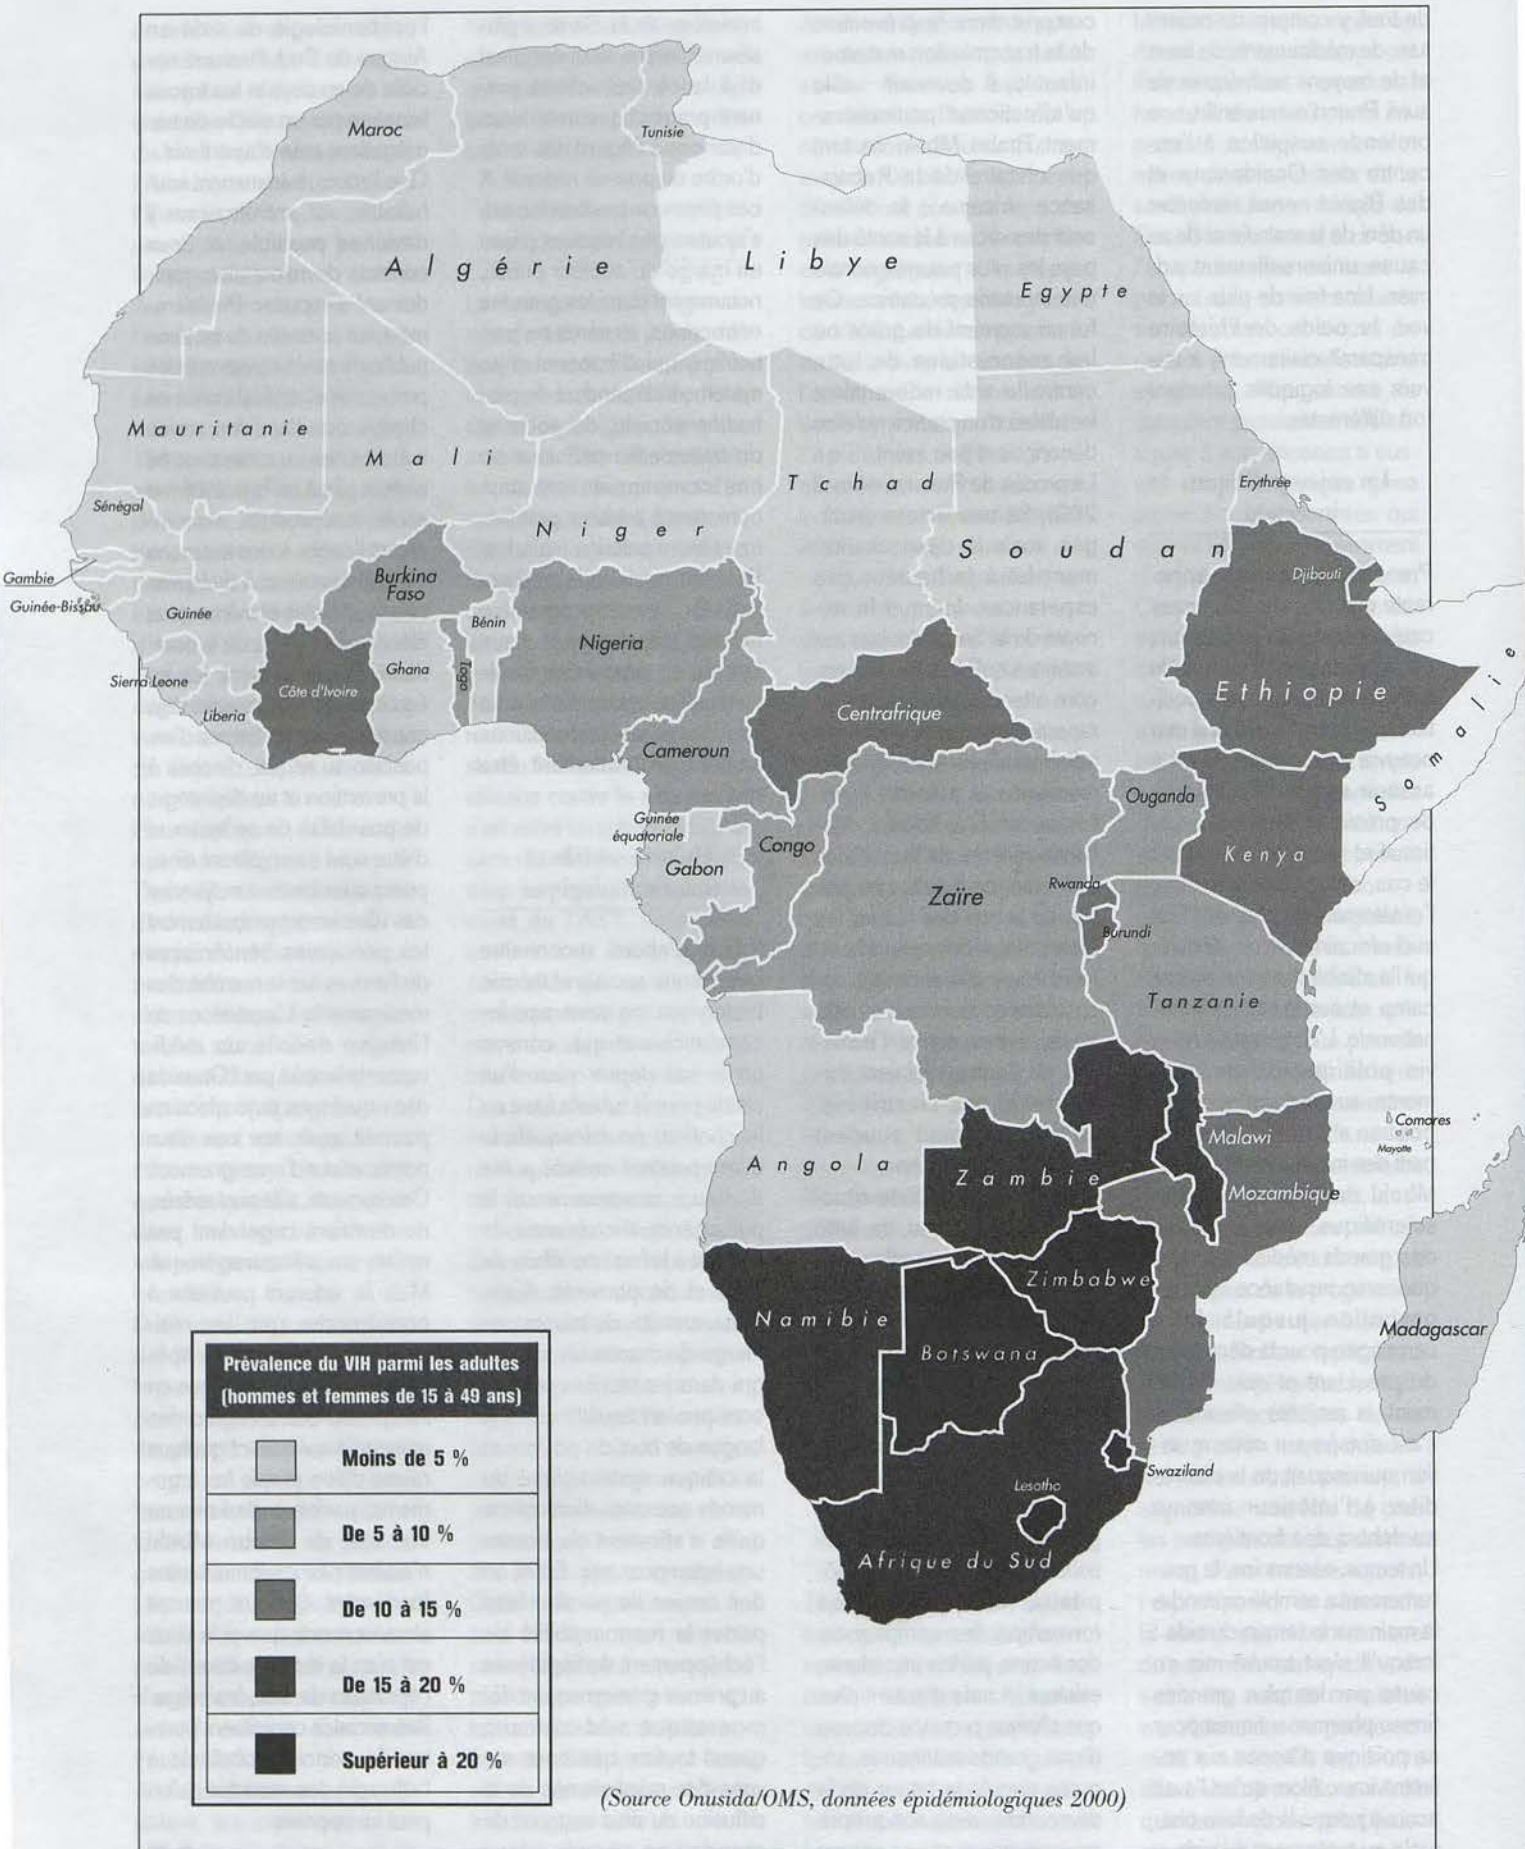 Maroc
Tunisie
Algérie
Libye
Egypte
Mauritanie
Mali
Tchad
Erythrée
Sénégal
Niger
Soudan
Gambie
Burkina
Faso
Djibouti
Guinée-Bissau
Guinée
Bénin
Nigeria
Ghana
Togo
Sierra Leone
Côte d'Ivoire
Ethiopie
Liberia
Centrafrique
Somalie
Cameroun
Ouganda
Guinée
équatoriale
Congo
Kenya
Gabon
Rwanda
Zaïre
Burundi
Tanzanie
Comores
Malawi
Mayotte
Angola
Zambie
Mozambique
Zimbabwe
Namibie
Madagascar
Botswana
Swaziland
Lesotho
Afrique du Sud
Prévalence du VIH parmi les adultes
(hommes et femmes de 15 à 49 ans)
Moins de 5 %
De 5 à 10 %
De 10 à 15 %
De 15 à 20 %
Supérieur à 20 %
(Source Onusida/OMS, données épidémiologiques 2000)